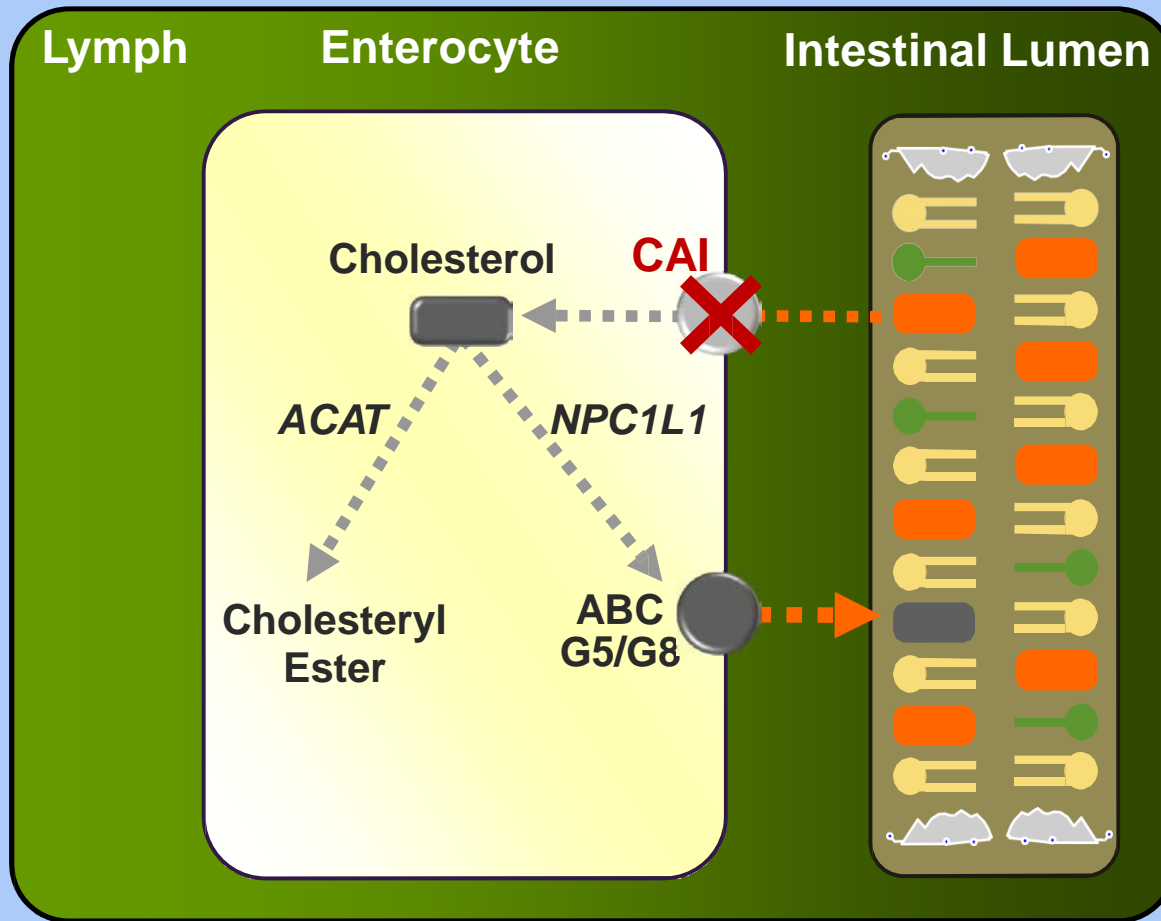 Lymph
Enterocyte
Intestinal Lumen
Cholesterol
CAI
ACAT
NPC1L1
Cholesteryl
Ester
ABC
G5/G8